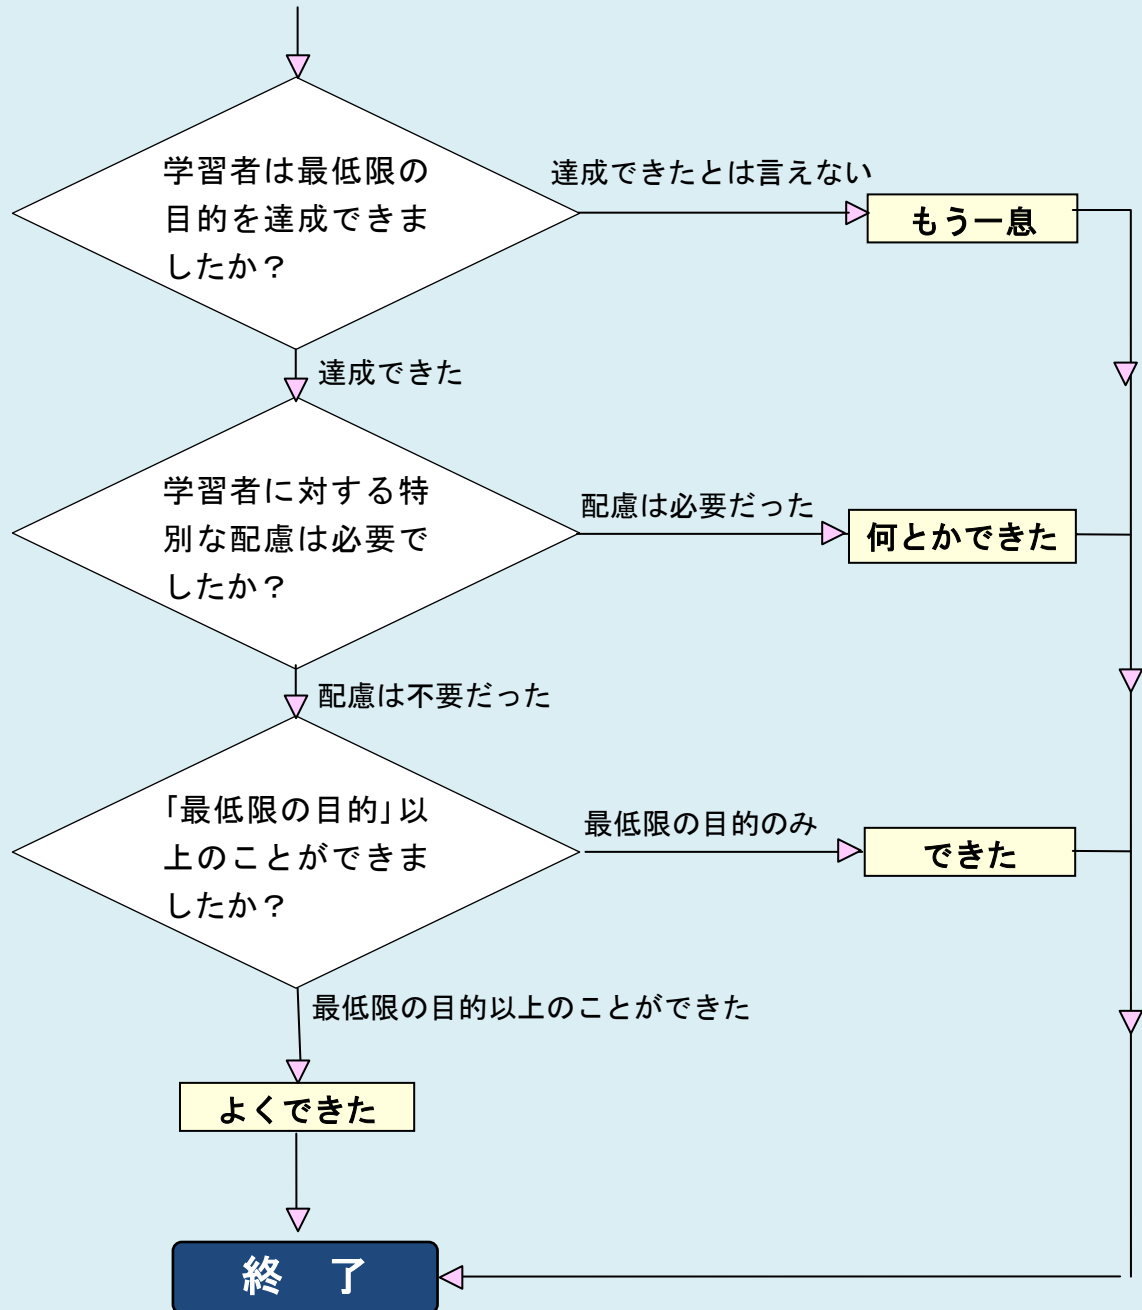 学習者は最低限の
目的を達成できま
したか？
達成できたとは言えない
もう一息
達成できた
学習者に対する特
別な配慮は必要で
したか？
配慮は必要だった
何とかできた
配慮は不要だった
「最低限の目的」以
上のことができま
したか？
最低限の目的のみ
できた
最低限の目的以上のことができた
よくできた
終　了